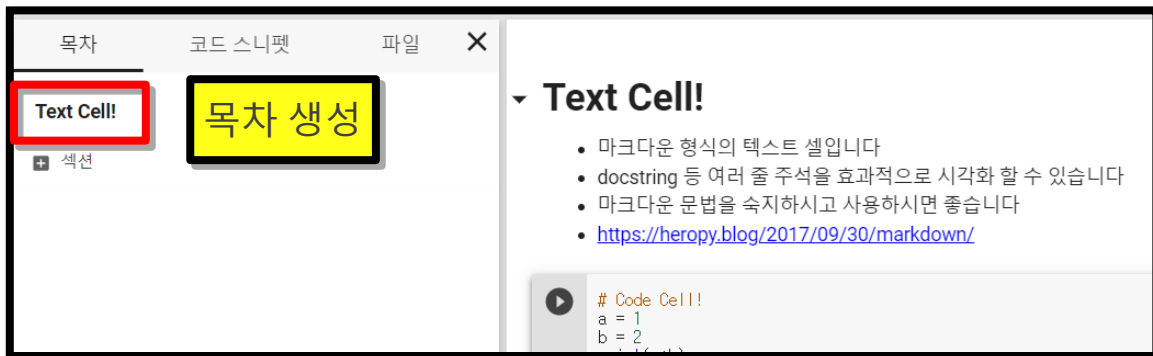 목차 코드 스니펫 파일
Text Cell!
목차 생성
섹션
Text Cell!
마크다운 형식의 텍스트 셀입니다
docstring 등 여러 줄 주석을 효과적으로 시각화 할 수 있습니다
마크다운 문법을 숙지하시고 사용하시면 좋습니다
https://heropy.blog/2017/09/30/markdown/
# Code Cell!
a = 1
b = 2